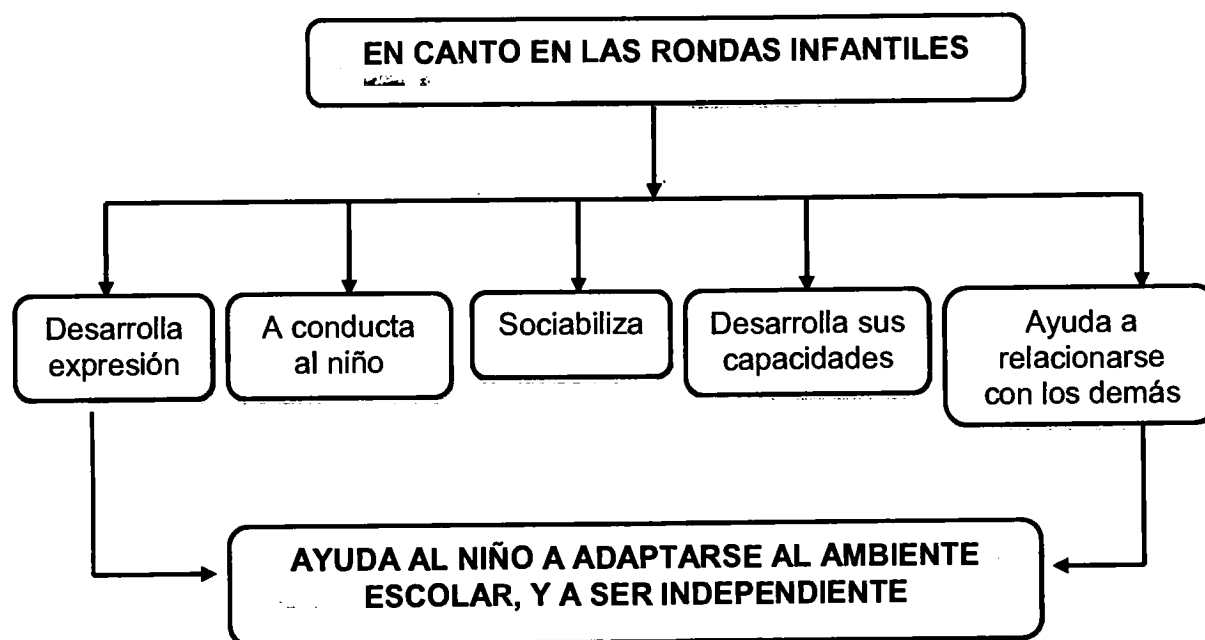 EN CANTO EN LAS RONDAS INFANTILES
Desarrolla
expresión
A conducta
al niño
Sociabiliza
Desarrolla sus
capacidades
Ayuda a
relacionarse
con los demás
AYUDA AL NIÑO A ADAPTARSE AL AMBIENTE
ESCOLAR, Y A SER INDEPENDIENTE